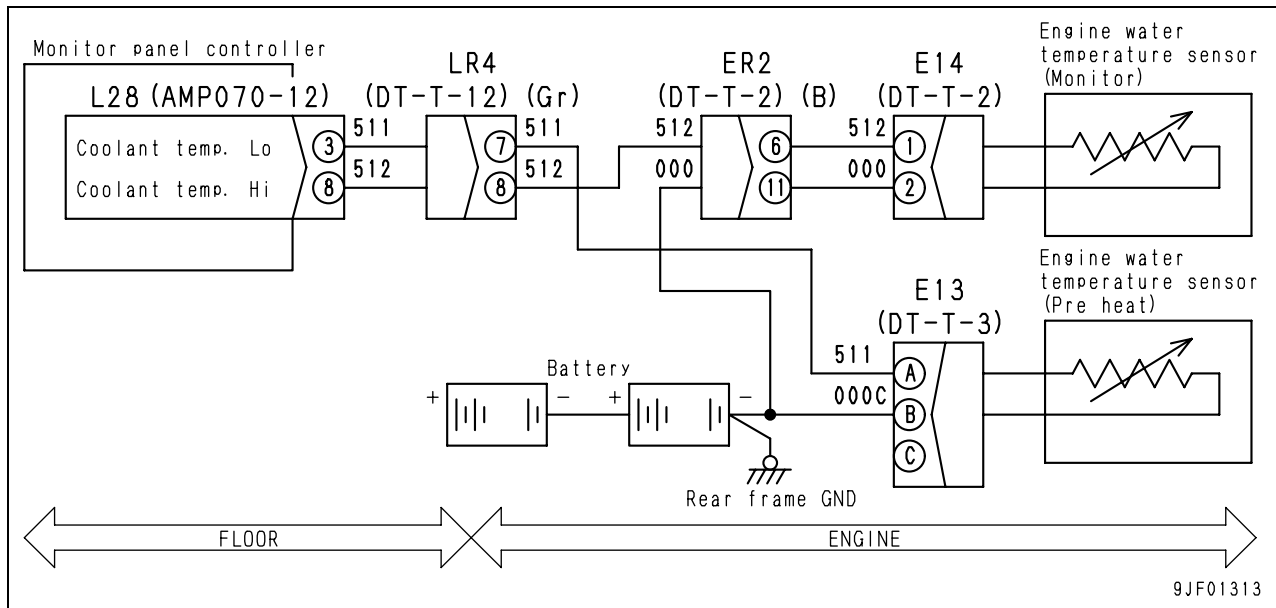 Monitor panel controller
L28 (AMP070-12)
Coolant temp. Lo
Coolant temp. Hi
3
8
511
512
LR4
(DT-T-12) (Gr)
7
8
511
512
ER2
(DT-T-2) (B)
512
000
6
11
E14
(DT-T-2)
512
000
1
2
Engine water
temperature sensor
(Monitor)
Engine water
temperature sensor
(Pre heat)
E13
(DT-T-3)
511
000C
A
B
C
Battery
+ - + -
Rear frame GND
FLOOR
ENGINE
9JF01313